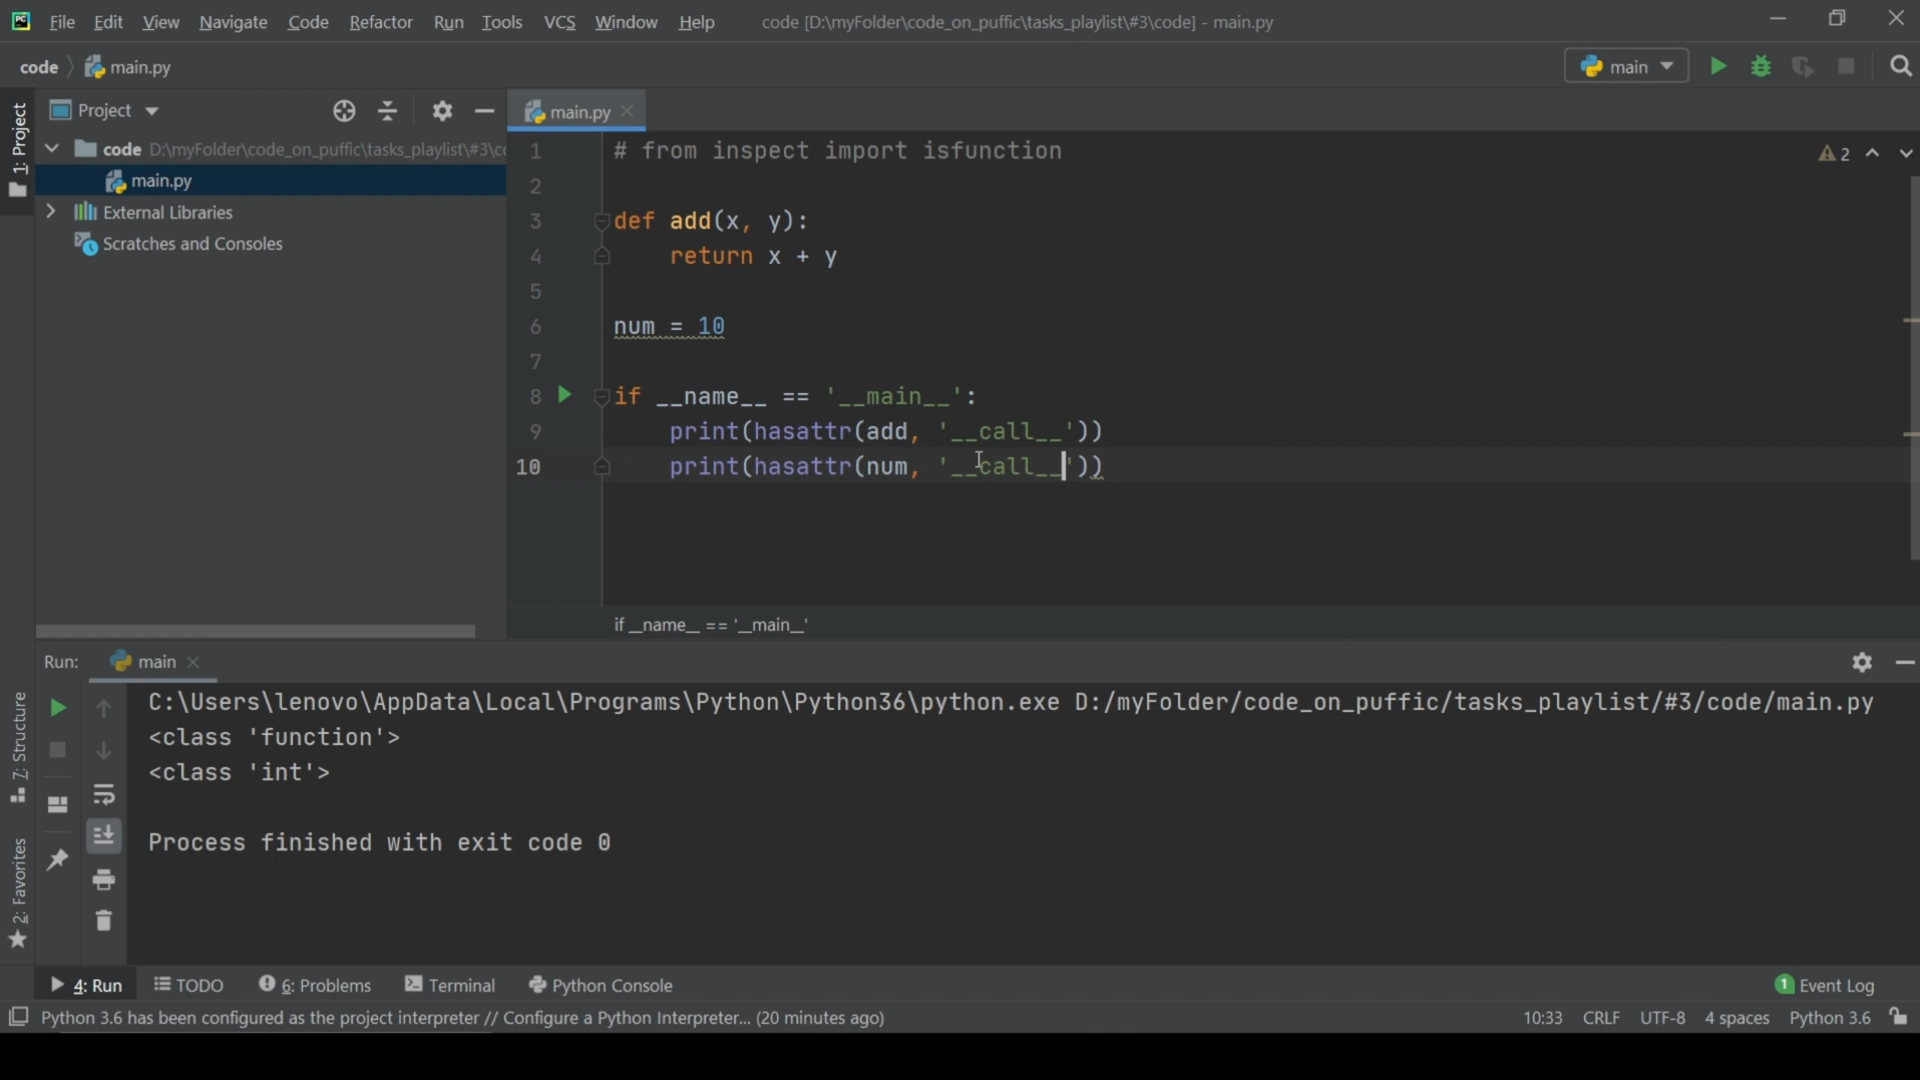 File Edit View Navigate Code Refactor Run Tools VCS Window Help code [D:\myFolder\code_on_puffic\tasks_playlist\#3\code] - main.py
code main.py main
1: Project
Project
main.py
code D:\myFolder\code_on_puffic\tasks_playlist\#3\co
main.py
External Libraries
Scratches and Consoles
2
1 # from inspect import isfunction
2
3 def add(x, y):
4 return x + y
5
6 num = 10
7
8 if __name__ == '__main__':
9 print(hasattr(add, '__call__'))
10 print(hasattr(num, '__call__'))
if __name__ == '__main__'
Run: main
C:\Users\lenovo\AppData\Local\Programs\Python\Python36\python.exe D:/myFolder/code_on_puffic/tasks_playlist/#3/code/main.py
<class 'function'>
<class 'int'>
Process finished with exit code 0
7: Structure
2: Favorites
4: Run TODO 6: Problems Terminal Python Console 1 Event Log
Python 3.6 has been configured as the project interpreter // Configure a Python Interpreter... (20 minutes ago) 10:33 CRLF UTF-8 4 spaces Python 3.6